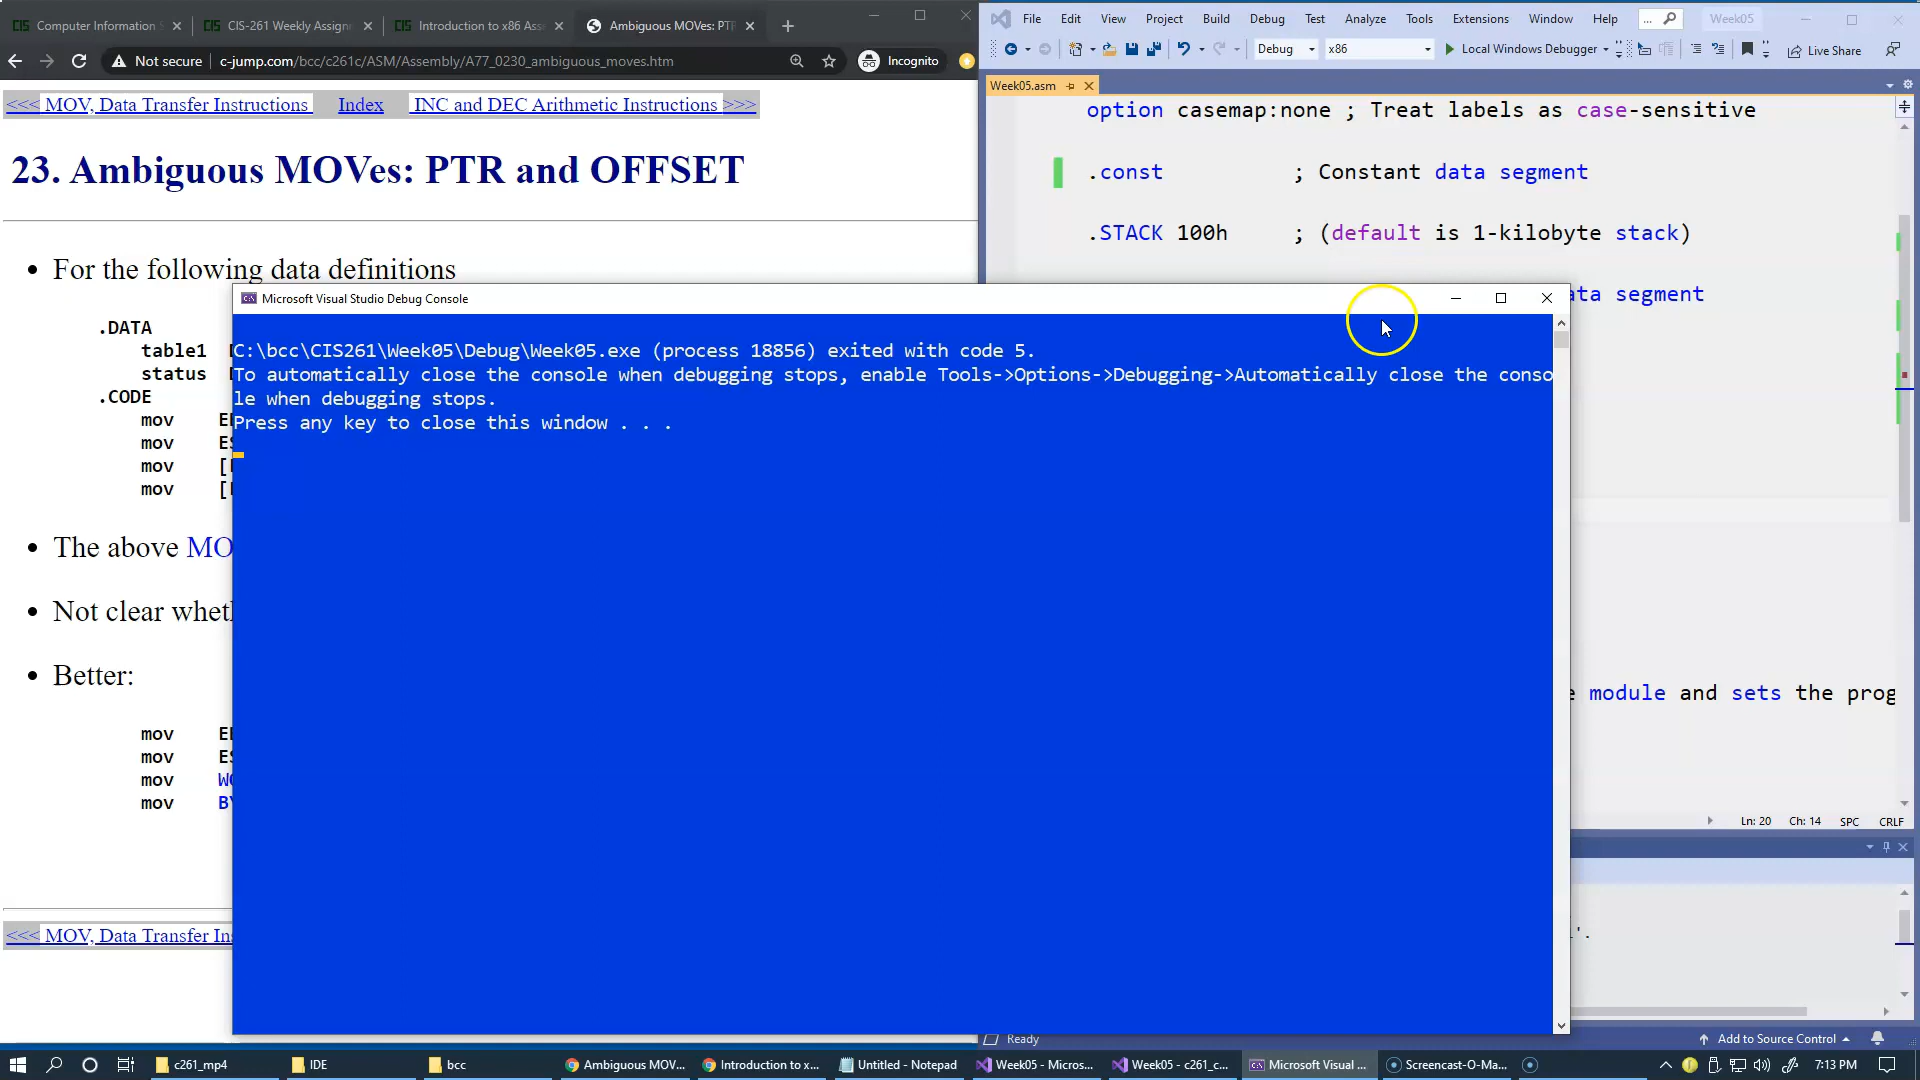 Computer Information S
CIS-261 Weekly Assignm
Introduction to x86 Ass
Ambiguous MOVes: PTR
Not secure
c-jump.com/bcc/c261c/ASM/Assembly/A77_0230_ambiguous_moves.htm
Incognito
<<< MOV, Data Transfer Instructions
Index
INC and DEC Arithmetic Instructions >>>
23. Ambiguous MOVes: PTR and OFFSET
• For the following data definitions
.DATA
table1
status
.CODE
mov
mov
mov [
mov [
• The above MO
• Not clear wheth
• Better:
mov
mov
mov
mov
<<< MOV, Data Transfer Ins
File Edit View Project Build Debug Test Analyze Tools Extensions Window Help
... Week05
Debug x86 Local Windows Debugger Live Share
Week05.asm
option casemap:none ; Treat labels as case-sensitive
.const ; Constant data segment
.STACK 100h ; (default is 1-kilobyte stack)
ata segment
module and sets the prog
Ln: 20 Ch: 14 SPC CRLF
'.
Ready
Add to Source Control
Microsoft Visual Studio Debug Console
C:\bcc\CIS261\Week05\Debug\Week05.exe (process 18856) exited with code 5.
To automatically close the console when debugging stops, enable Tools->Options->Debugging->Automatically close the conso
le when debugging stops.
Press any key to close this window . . .
c261_mp4
IDE
bcc
Ambiguous MOV...
Introduction to x...
Untitled - Notepad
Week05 - Micros...
Week05 - c261_c...
Microsoft Visual ...
Screencast-O-Ma...
7:13 PM